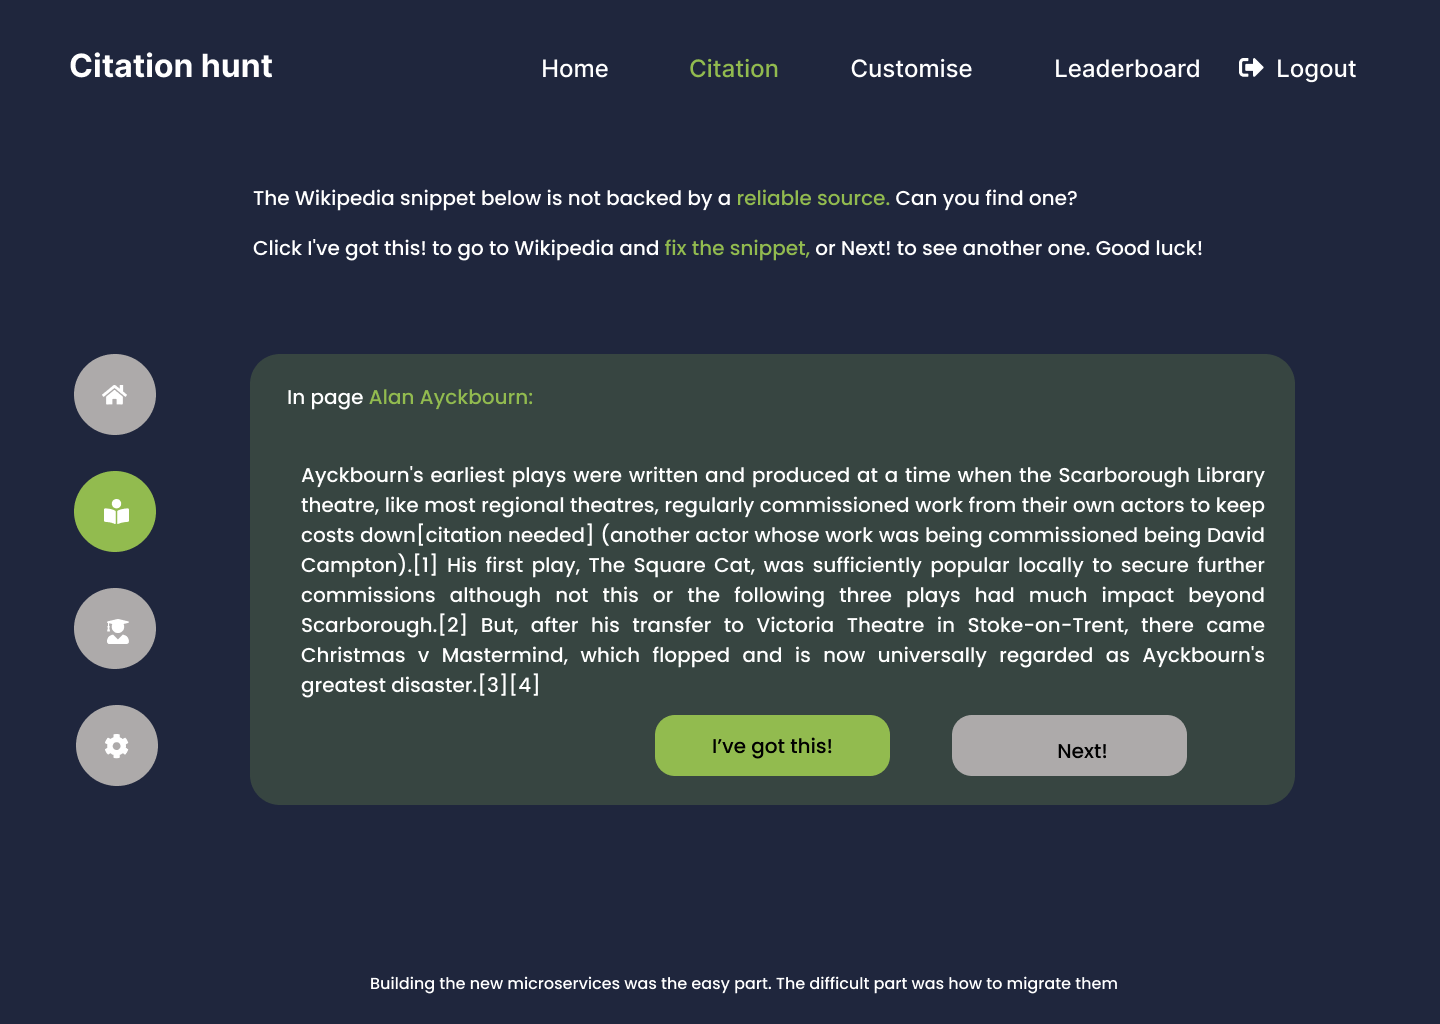 Citation hunt
Home Citation Customise Leaderboard Logout
The Wikipedia snippet below is not backed by a reliable source. Can you find one?
Click I've got this! to go to Wikipedia and fix the snippet, or Next! to see another one. Good luck!
In page Alan Ayckbourn:
Ayckbourn's earliest plays were written and produced at a time when the Scarborough Library
theatre, like most regional theatres, regularly commissioned work from their own actors to keep
costs down[citation needed] (another actor whose work was being commissioned being David
Campton).[1] His first play, The Square Cat, was sufficiently popular locally to secure further
commissions although not this or the following three plays had much impact beyond
Scarborough.[2] But, after his transfer to Victoria Theatre in Stoke-on-Trent, there came
Christmas v Mastermind, which flopped and is now universally regarded as Ayckbourn's
greatest disaster.[3][4]
I’ve got this! Next!
Building the new microservices was the easy part. The difficult part was how to migrate them